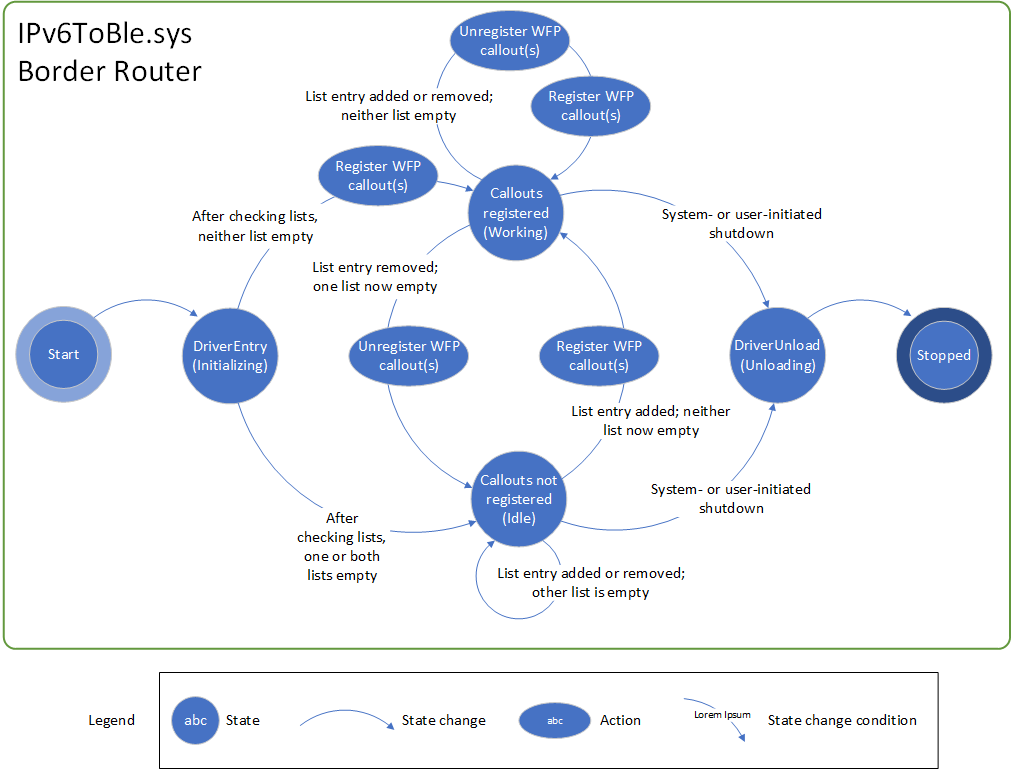 IPv6ToBle.sys
Border Router
Unregister WFP
callout(s)
List entry added or removed;
neither list empty
Register WFP
callout(s)
Register WFP
callout(s)
Callouts
registered
(Working)
After checking lists,
neither list empty
System- or user-initiated
shutdown
List entry removed;
one list now empty
Start
DriverEntry
(Initializing)
Unregister WFP
callout(s)
Register WFP
callout(s)
DriverUnload
(Unloading)
Stopped
List entry added; neither
list now empty
Callouts not
registered
(Idle)
System- or user-initiated
shutdown
After
checking lists,
one or both
lists empty
List entry added or removed;
other list is empty
Legend
abc
State
State change
abc
Action
Lorem Ipsum
State change condition